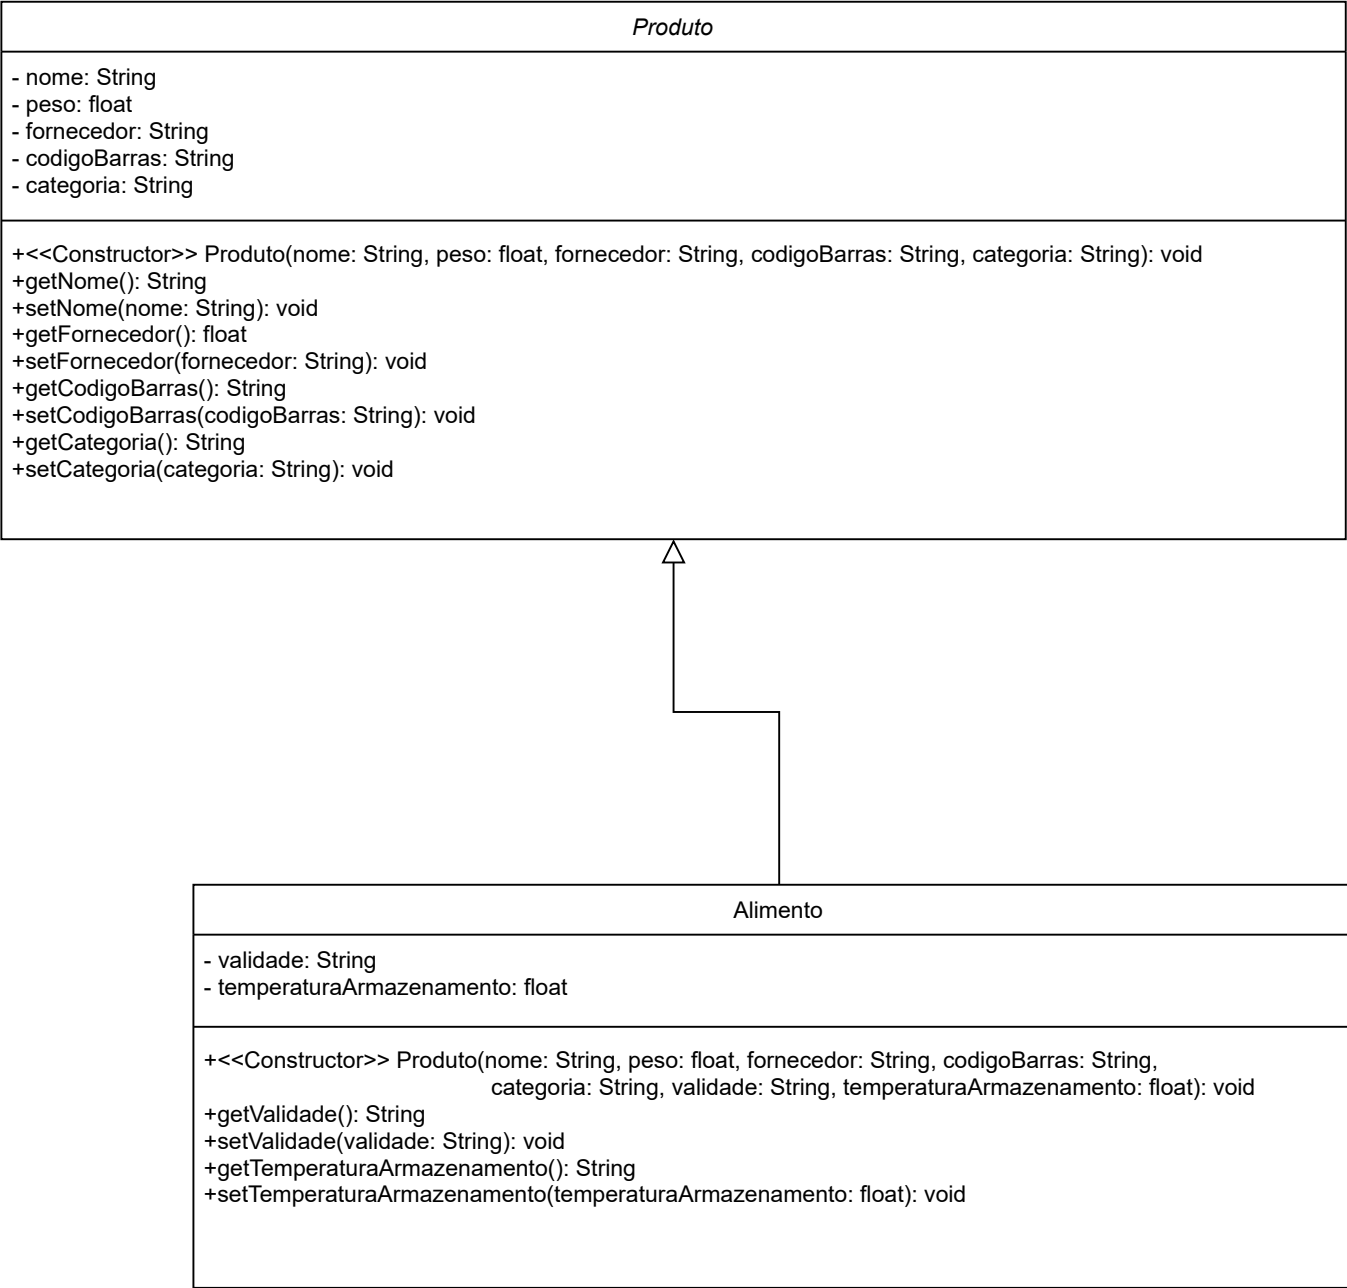 Produto
- nome: String
- peso: float
- fornecedor: String
- codigoBarras: String
- categoria: String
+<<Constructor>> Produto(nome: String, peso: float, fornecedor: String, codigoBarras: String, categoria: String): void
+getNome(): String
+setNome(nome: String): void
+getFornecedor(): float
+setFornecedor(fornecedor: String): void
+getCodigoBarras(): String
+setCodigoBarras(codigoBarras: String): void
+getCategoria(): String
+setCategoria(categoria: String): void
Alimento
- validade: String
- temperaturaArmazenamento: float
+<<Constructor>> Produto(nome: String, peso: float, fornecedor: String, codigoBarras: String,
categoria: String, validade: String, temperaturaArmazenamento: float): void
+getValidade(): String
+setValidade(validade: String): void
+getTemperaturaArmazenamento(): String
+setTemperaturaArmazenamento(temperaturaArmazenamento: float): void